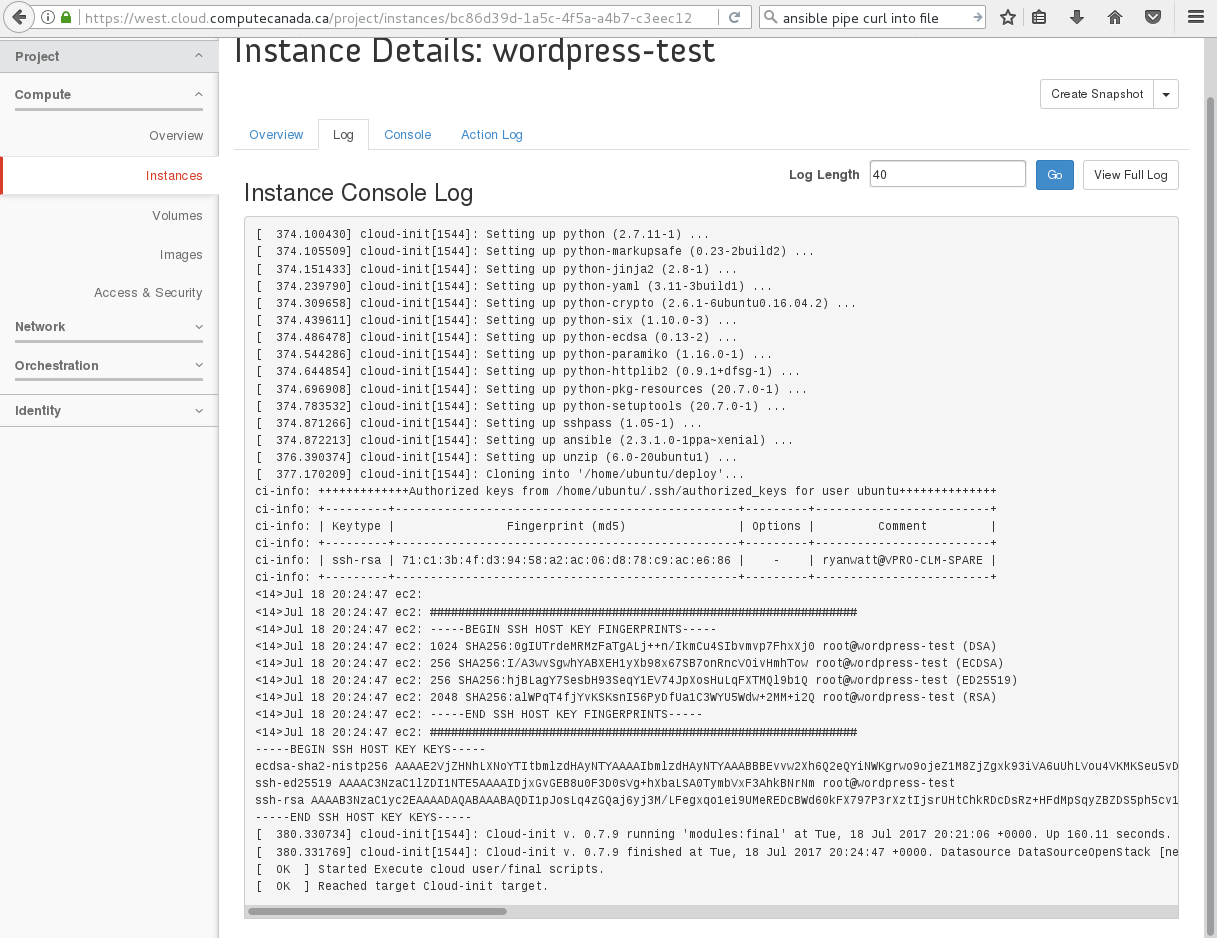 https://west.cloud.computecanada.ca/project/instances/bc86d39d-1a5c-4f5a-a4b7-c3eec12
ansible pipe curl into file
Project
Compute
Overview
Instances
Volumes
Images
Access & Security
Network
Orchestration
Identity
Instance Details: wordpress-test
Create Snapshot
Overview Log Console Action Log
Log Length 40 Go View Full Log
Instance Console Log
[  374.100430] cloud-init[1544]: Setting up python (2.7.11-1) ...
[  374.105509] cloud-init[1544]: Setting up python-markupsafe (0.23-2build2) ...
[  374.151433] cloud-init[1544]: Setting up python-jinja2 (2.8-1) ...
[  374.239790] cloud-init[1544]: Setting up python-yaml (3.11-3build1) ...
[  374.309658] cloud-init[1544]: Setting up python-crypto (2.6.1-6ubuntu0.16.04.2) ...
[  374.439611] cloud-init[1544]: Setting up python-six (1.10.0-3) ...
[  374.486478] cloud-init[1544]: Setting up python-ecdsa (0.13-2) ...
[  374.544286] cloud-init[1544]: Setting up python-paramiko (1.16.0-1) ...
[  374.644854] cloud-init[1544]: Setting up python-httplib2 (0.9.1+dfsg-1) ...
[  374.696908] cloud-init[1544]: Setting up python-pkg-resources (20.7.0-1) ...
[  374.783532] cloud-init[1544]: Setting up python-setuptools (20.7.0-1) ...
[  374.871266] cloud-init[1544]: Setting up sshpass (1.05-1) ...
[  374.872213] cloud-init[1544]: Setting up ansible (2.3.1.0-1ppa~xenial) ...
[  376.390374] cloud-init[1544]: Setting up unzip (6.0-20ubuntu1) ...
[  377.170209] cloud-init[1544]: Cloning into '/home/ubuntu/deploy'...
ci-info: +++++++++++++Authorized keys from /home/ubuntu/.ssh/authorized_keys for user ubuntu++++++++++++++
ci-info: +---------+-------------------------------------------------+---------+-------------------------+
ci-info: | Keytype |                Fingerprint (md5)                | Options |         Comment         |
ci-info: +---------+-------------------------------------------------+---------+-------------------------+
ci-info: | ssh-rsa | 71:c1:3b:4f:d3:94:58:a2:ac:06:d8:78:c9:ac:e6:86 |    -    | ryanwatt@VPRO-CLM-SPARE |
ci-info: +---------+-------------------------------------------------+---------+-------------------------+
<14>Jul 18 20:24:47 ec2:
<14>Jul 18 20:24:47 ec2: #############################################################
<14>Jul 18 20:24:47 ec2: -----BEGIN SSH HOST KEY FINGERPRINTS-----
<14>Jul 18 20:24:47 ec2: 1024 SHA256:0gIUTrdeMRMzFaTgALj++n/IkmCu4SIbvmvp7FhxXj0 root@wordpress-test (DSA)
<14>Jul 18 20:24:47 ec2: 256 SHA256:I/A3wvSgwhYABXEH1yXb98x67SB7onRncVOivHmhTow root@wordpress-test (ECDSA)
<14>Jul 18 20:24:47 ec2: 256 SHA256:hjBLagY7SesbH93SeqY1EV74JpXosHuLqFXTMQl9b1Q root@wordpress-test (ED25519)
<14>Jul 18 20:24:47 ec2: 2048 SHA256:alWPqT4fjYvKSKsnI56PyDfUa1C3WYU5Wdw+2MM+i2Q root@wordpress-test (RSA)
<14>Jul 18 20:24:47 ec2: -----END SSH HOST KEY FINGERPRINTS-----
<14>Jul 18 20:24:47 ec2: #############################################################
-----BEGIN SSH HOST KEY KEYS-----
ecdsa-sha2-nistp256 AAAAE2VjZHNhLXNoYTItbmlzdHAyNTYAAAAIbmlzdHAyNTYAAABBBEvvw2Xh6Q2eQYiNWKgrwo9ojeZ1M8ZjZgxk93iVA6uUhLVou4VKMKSeu5vD
ssh-ed25519 AAAAC3NzaC1lZDI1NTE5AAAAIDjxGvGEB8u0F3D0sVg+hXbaLSA0TymbVxF3AhkBNrNm root@wordpress-test
ssh-rsa AAAAB3NzaC1yc2EAAAADAQABAAABAQDI1pJosLq4zGQaj6yj3M/LFegxqo1ei9UMeREDcBWd60kFX797P3rXztIjsrUHtChkRDcDsRz+HFdMpSqyZBZDS5ph5cv1
-----END SSH HOST KEY KEYS-----
[  380.330734] cloud-init[1544]: Cloud-init v. 0.7.9 running 'modules:final' at Tue, 18 Jul 2017 20:21:06 +0000. Up 160.11 seconds.
[  380.331769] cloud-init[1544]: Cloud-init v. 0.7.9 finished at Tue, 18 Jul 2017 20:24:47 +0000. Datasource DataSourceOpenStack [ne
[  OK  ] Started Execute cloud user/final scripts.
[  OK  ] Reached target Cloud-init target.